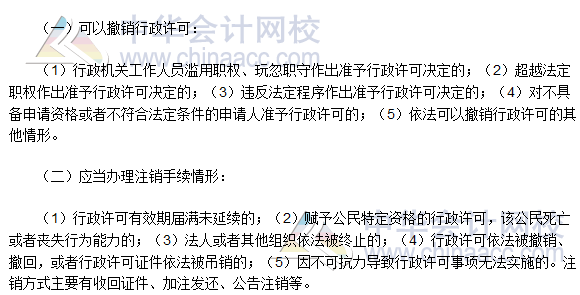 中华会计网校
（一）可以撤销行政许可：
www.chinaacc.com
（1）行政机关工作人员滥用职权、玩忽职守作出准予行政许可决定的；（2）超越法定
职权作出准予行政许可决定的；（3）违反法定程序作出准予行政许可决定的；（4）对不具
备申请资格或者不符合法定条件的申请人准予行政许可的；（5）依法可以撤销行政许可的其
他情形。
（二）应当办理注销手续情形：
中华会计网校
（1）行政许可有效期届满未延续的；（2）赋予公民特定资格的行政许可，该公民死亡
www.chinaacc.com
或者丧失行为能力的；（3）法人或者其他组织依法被终止的；（4）行政许可依法被撤销、
撤回，或者行政许可证件依法被吊销的；（5）因不可抗力导致行政许可事项无法实施的。注
销方式主要有收回证件、加注发还、公告注销等。